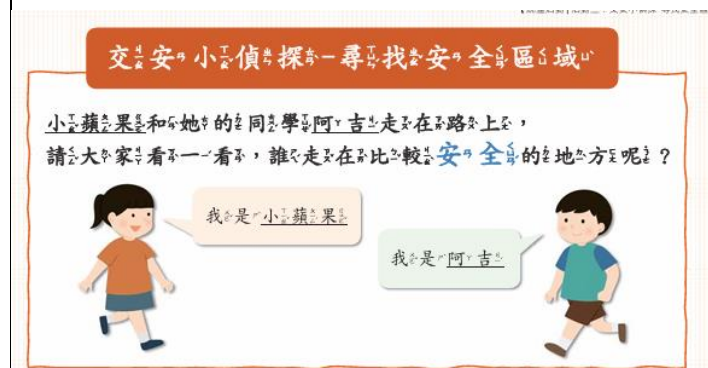 交安小偵探－尋找安全區域
小蘋果和她的同學阿吉走在路上，
請大家看一看，誰走在比較安全的地方呢？
我是小蘋果
我是阿吉